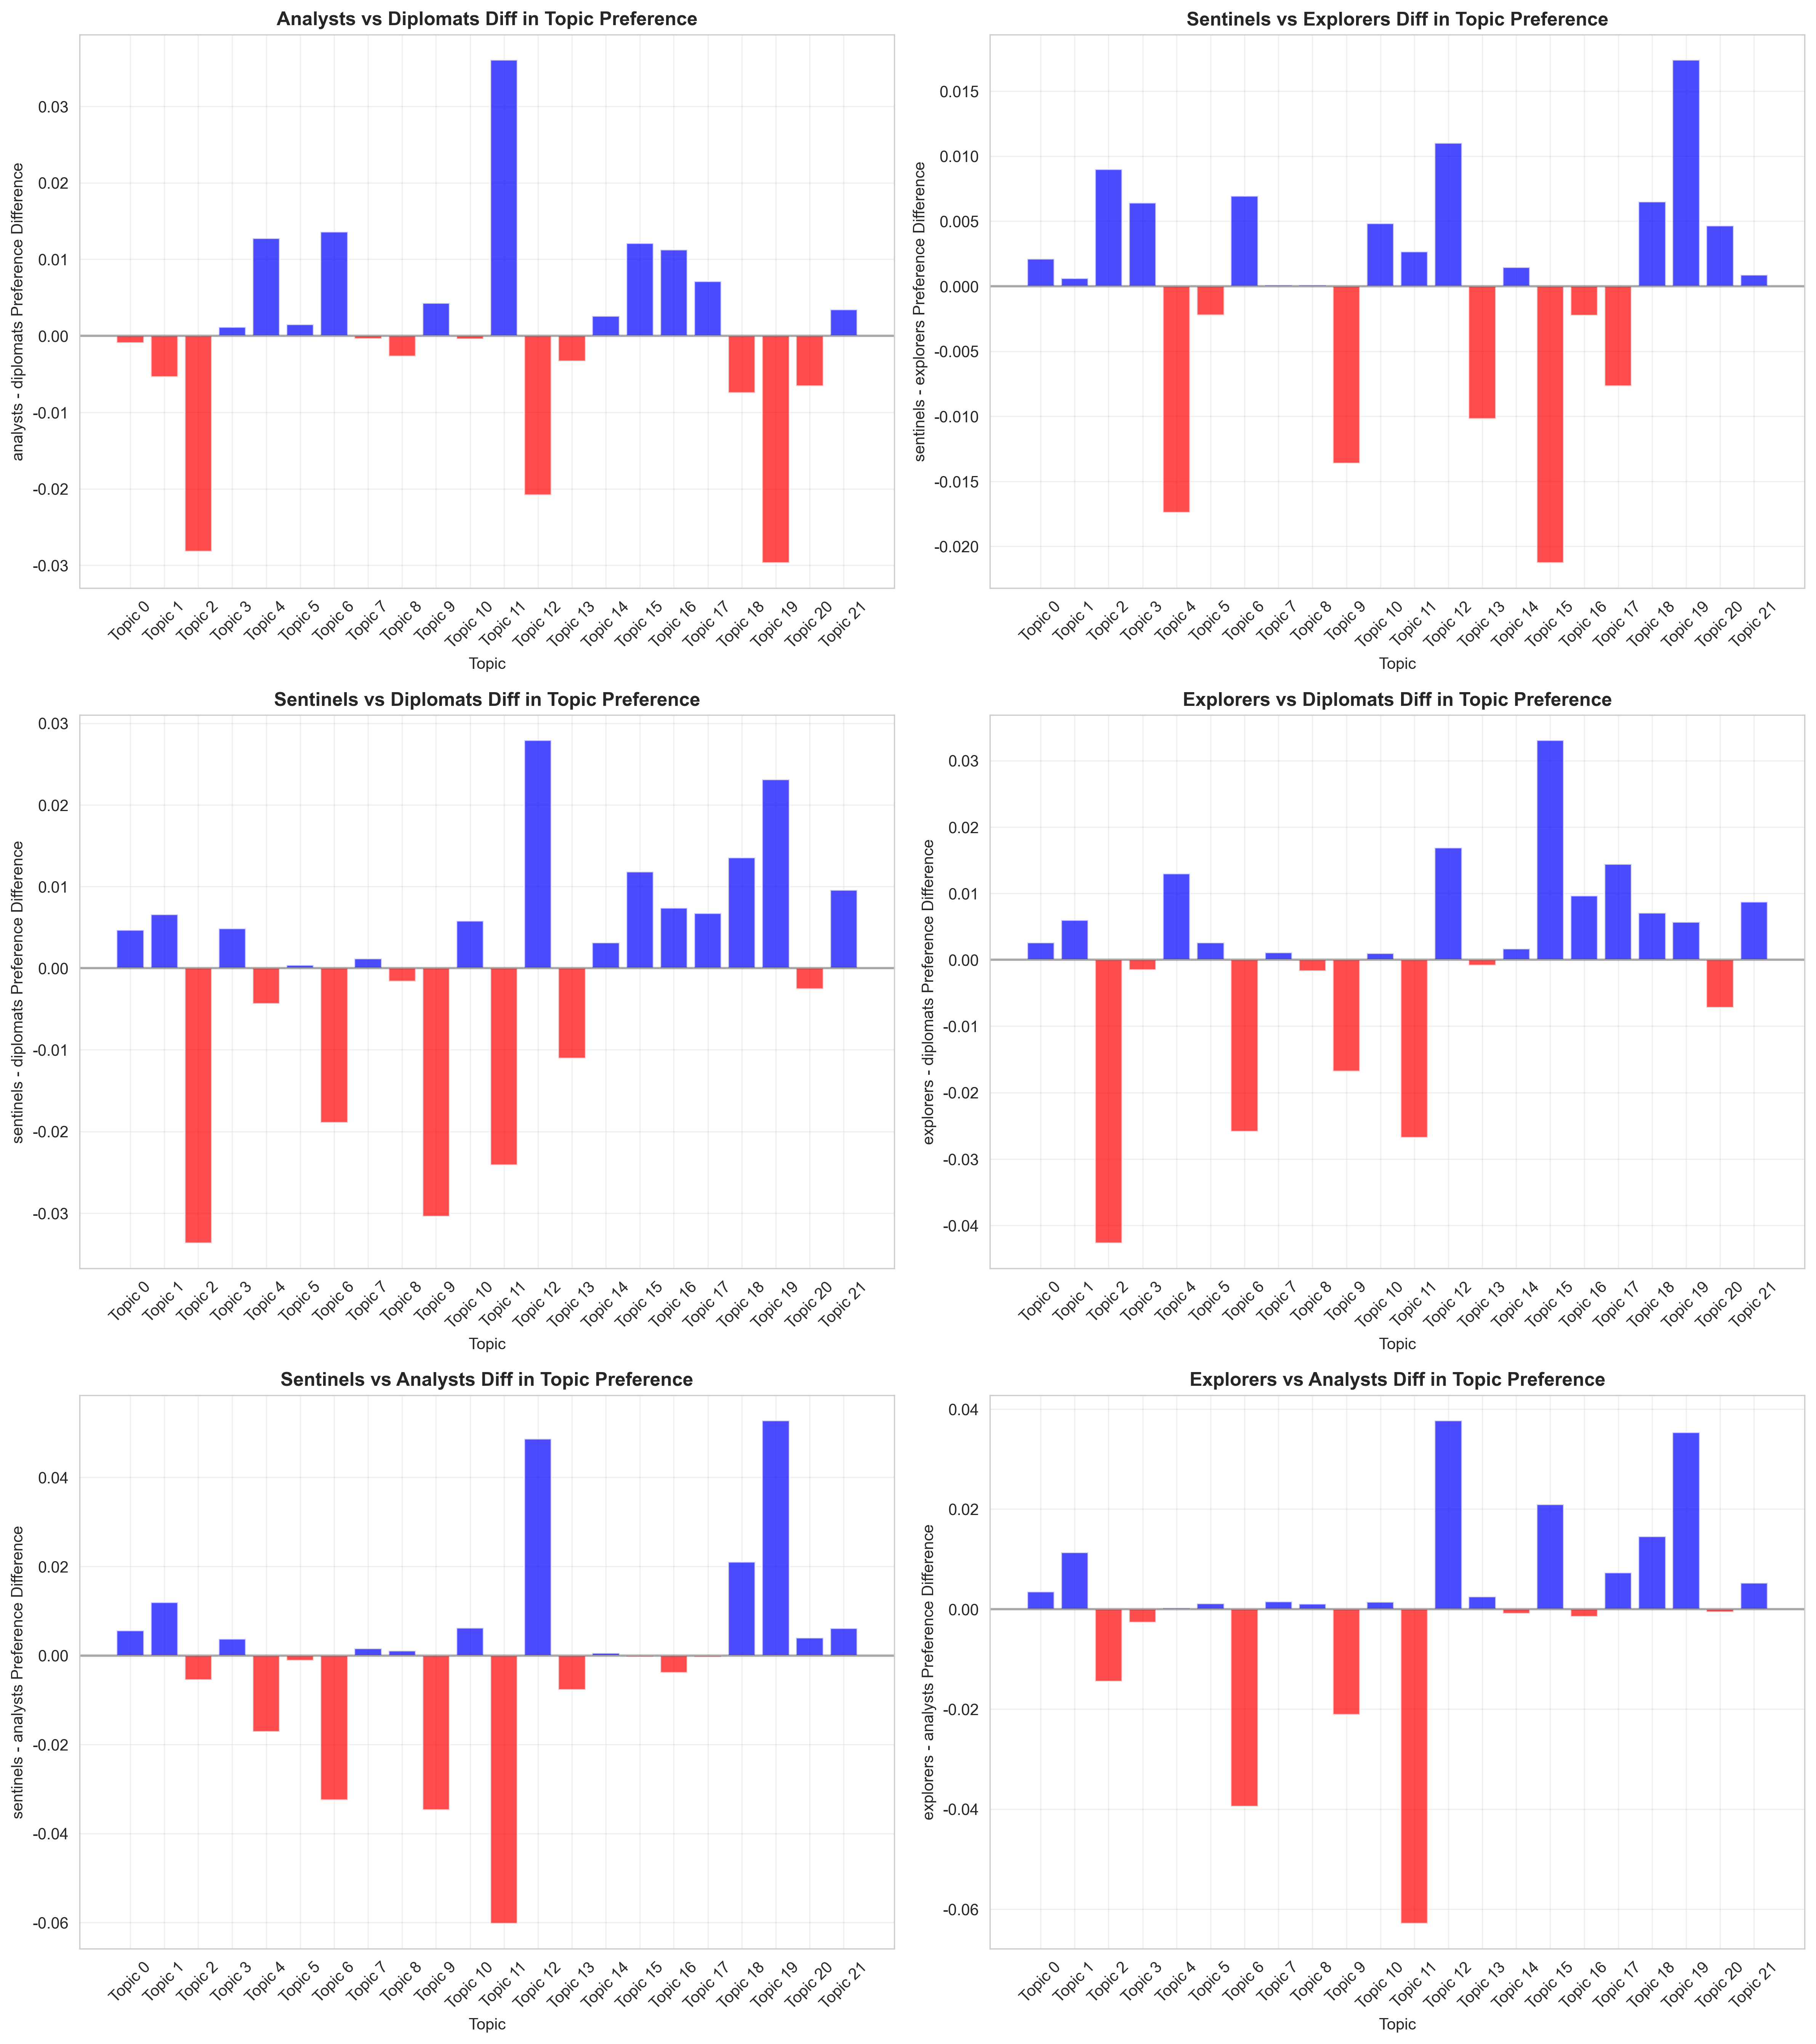 Analysts vs Diplomats Diff in Topic Preference
analysts - diplomats Preference Difference
0.03
0.02
0.01
0.00
-0.01
-0.02
-0.03
Topic 0
Topic 1
Topic 2
Topic 3
Topic 4
Topic 5
Topic 6
Topic 7
Topic 8
Topic 9
Topic 10
Topic 11
Topic 12
Topic 13
Topic 14
Topic 15
Topic 16
Topic 17
Topic 18
Topic 19
Topic 20
Topic 21
Topic
Sentinels vs Explorers Diff in Topic Preference
sentinels - explorers Preference Difference
0.015
0.010
0.005
0.000
-0.005
-0.010
-0.015
-0.020
Topic 0
Topic 1
Topic 2
Topic 3
Topic 4
Topic 5
Topic 6
Topic 7
Topic 8
Topic 9
Topic 10
Topic 11
Topic 12
Topic 13
Topic 14
Topic 15
Topic 16
Topic 17
Topic 18
Topic 19
Topic 20
Topic 21
Topic
Sentinels vs Diplomats Diff in Topic Preference
sentinels - diplomats Preference Difference
0.03
0.02
0.01
0.00
-0.01
-0.02
-0.03
Topic 0
Topic 1
Topic 2
Topic 3
Topic 4
Topic 5
Topic 6
Topic 7
Topic 8
Topic 9
Topic 10
Topic 11
Topic 12
Topic 13
Topic 14
Topic 15
Topic 16
Topic 17
Topic 18
Topic 19
Topic 20
Topic 21
Topic
Explorers vs Diplomats Diff in Topic Preference
explorers - diplomats Preference Difference
0.03
0.02
0.01
0.00
-0.01
-0.02
-0.03
-0.04
Topic 0
Topic 1
Topic 2
Topic 3
Topic 4
Topic 5
Topic 6
Topic 7
Topic 8
Topic 9
Topic 10
Topic 11
Topic 12
Topic 13
Topic 14
Topic 15
Topic 16
Topic 17
Topic 18
Topic 19
Topic 20
Topic 21
Topic
Sentinels vs Analysts Diff in Topic Preference
sentinels - analysts Preference Difference
0.04
0.02
0.00
-0.02
-0.04
-0.06
Topic 0
Topic 1
Topic 2
Topic 3
Topic 4
Topic 5
Topic 6
Topic 7
Topic 8
Topic 9
Topic 10
Topic 11
Topic 12
Topic 13
Topic 14
Topic 15
Topic 16
Topic 17
Topic 18
Topic 19
Topic 20
Topic 21
Topic
Explorers vs Analysts Diff in Topic Preference
explorers - analysts Preference Difference
0.04
0.02
0.00
-0.02
-0.04
-0.06
Topic 0
Topic 1
Topic 2
Topic 3
Topic 4
Topic 5
Topic 6
Topic 7
Topic 8
Topic 9
Topic 10
Topic 11
Topic 12
Topic 13
Topic 14
Topic 15
Topic 16
Topic 17
Topic 18
Topic 19
Topic 20
Topic 21
Topic